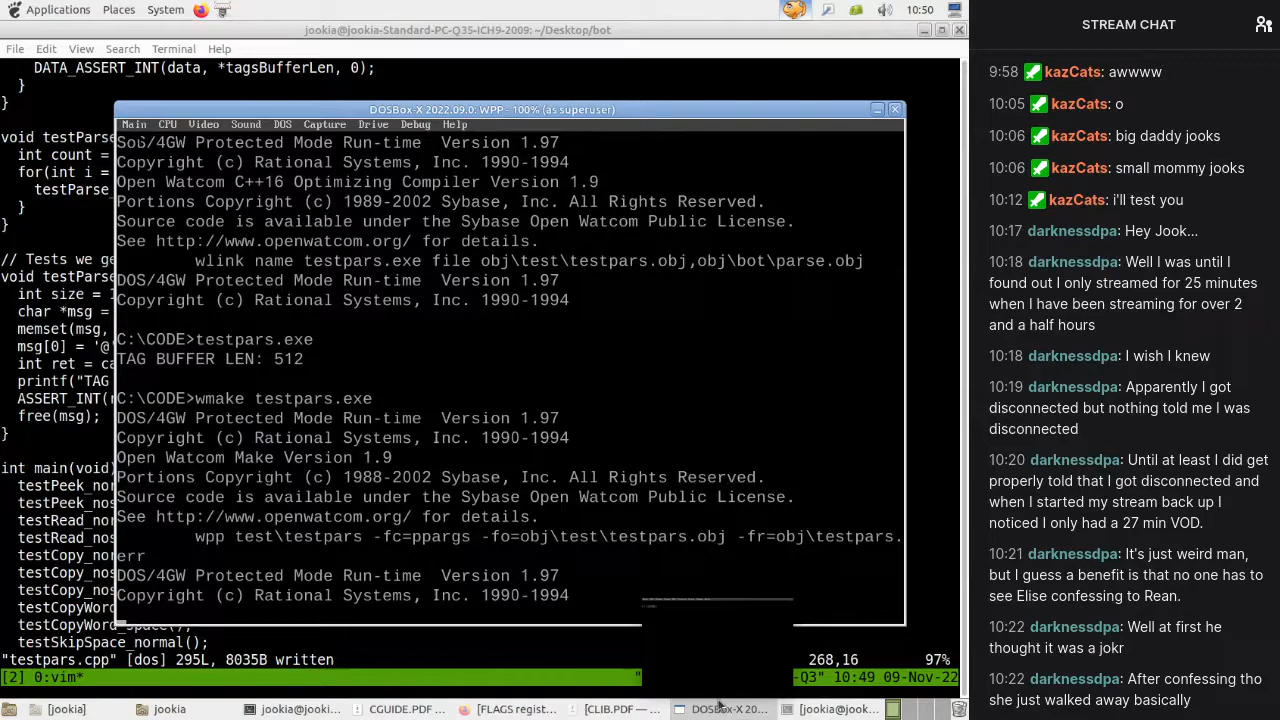 Applications Places System 10:50
jookia@jookia-Standard-PC-Q35-ICH9-2009: ~/Desktop/bot
File Edit View Search Terminal Help
DATA_ASSERT_INT(data, *tagsBufferLen, 0);
}
}
void testParse
int count =
for(int i =
testParse_
}
}
// Tests we ge
void testParse
int size = 1
char *msg =
memset(msg,
msg[0] = '@'
int ret = ca
printf("TAG
ASSERT_INT(r
free(msg);
}
int main(void)
testPeek_nor
testPeek_nos
testRead_nor
testRead_nos
testCopy_nor
testCopy_nos
testCopy_nos
testCopyWord
testCopyWord_space();
testSkipSpace_normal();
"testpars.cpp" [dos] 295L, 8035B written 268,16 97%
[2] 0:vim* " -Q3" 10:49 09-Nov-22
DOSBox-X 2022.09.0: WPP - 100% (as superuser)
Main CPU Video Sound DOS Capture Drive Debug Help
/4GW Protected Mode Run-time Version 1.97
Copyright (c) Rational Systems, Inc. 1990-1994
Open Watcom C++16 Optimizing Compiler Version 1.9
Portions Copyright (c) 1989-2002 Sybase, Inc. All Rights Reserved.
Source code is available under the Sybase Open Watcom Public License.
See http://www.openwatcom.org/ for details.
wlink name testpars.exe file obj\test\testpars.obj,obj\bot\parse.obj
DOS/4GW Protected Mode Run-time Version 1.97
Copyright (c) Rational Systems, Inc. 1990-1994
C:\CODE>testpars.exe
TAG BUFFER LEN: 512
C:\CODE>wmake testpars.exe
DOS/4GW Protected Mode Run-time Version 1.97
Copyright (c) Rational Systems, Inc. 1990-1994
Open Watcom Make Version 1.9
Portions Copyright (c) 1988-2002 Sybase, Inc. All Rights Reserved.
Source code is available under the Sybase Open Watcom Public License.
See http://www.openwatcom.org/ for details.
wpp test\testpars -fc=ppargs -fo=obj\test\testpars.obj -fr=obj\testpars.
err
DOS/4GW Protected Mode Run-time Version 1.97
Copyright (c) Rational Systems, Inc. 1990-1994
[jookia] jookia jookia@jookia... CGUIDE.PDF ... [FLAGS regist... [CLIB.PDF —... DOSBox-X 20... [jookia@jook...
STREAM CHAT
9:58 kazCats: awwww
10:05 kazCats: o
10:06 kazCats: big daddy jooks
10:06 kazCats: small mommy jooks
10:12 kazCats: i'll test you
10:17 darknessdpa: Hey Jook...
10:18 darknessdpa: Well I was until I
found out I only streamed for 25 minutes
when I have been streaming for over 2
and a half hours
10:18 darknessdpa: I wish I knew
10:19 darknessdpa: Apparently I got
disconnected but nothing told me I was
disconnected
10:20 darknessdpa: Until at least I did get
properly told that I got disconnected and
when I started my stream back up I
noticed I only had a 27 min VOD.
10:21 darknessdpa: It's just weird man,
but I guess a benefit is that no one has to
see Elise confessing to Rean.
10:22 darknessdpa: Well at first he
thought it was a jokr
10:22 darknessdpa: After confessing tho
she just walked away basically